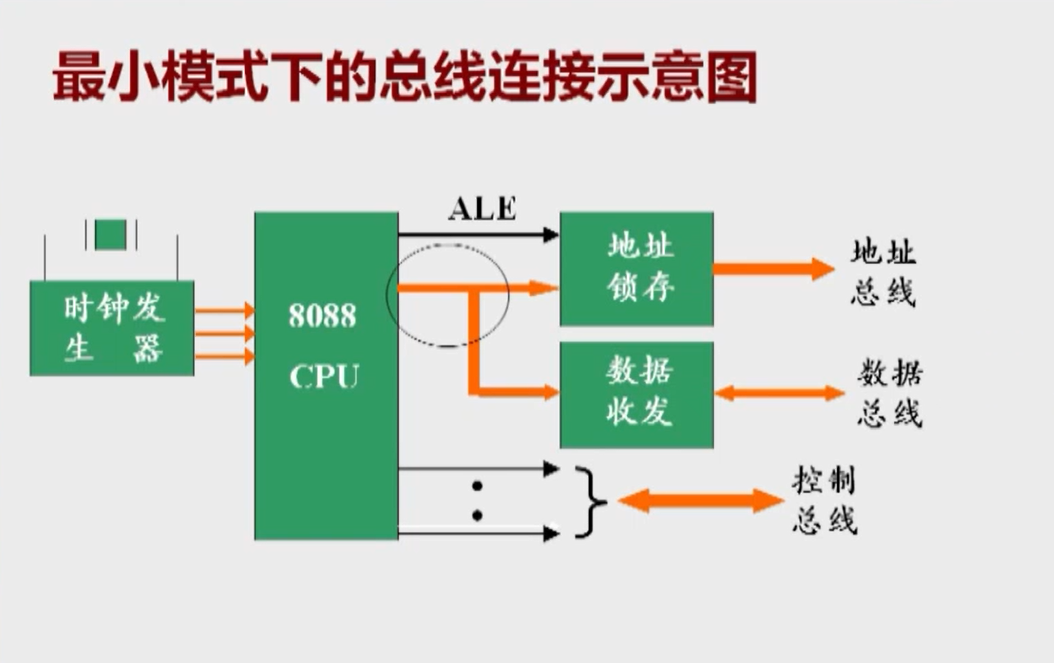 最小模式下的总线连接示意图
ALE
时钟发
生 器
8088
CPU
地址
锁存
地址
总线
数据
收发
数据
总线
控制
总线